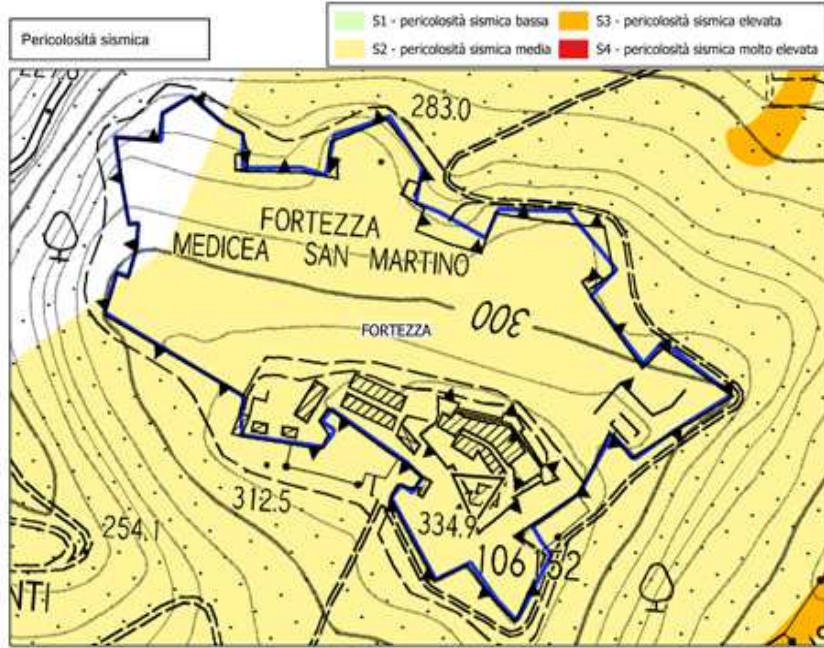 Pericolosità sismica
S1 - pericolosità sismica bassa
S2 - pericolosità sismica media
S3 - pericolosità sismica elevata
S4 - pericolosità sismica molto elevata
283.0
FORTEZZA
MEDICEA SAN MARTINO
300
FORTEZZA
312.5
334.9
254.1
106152
NTI